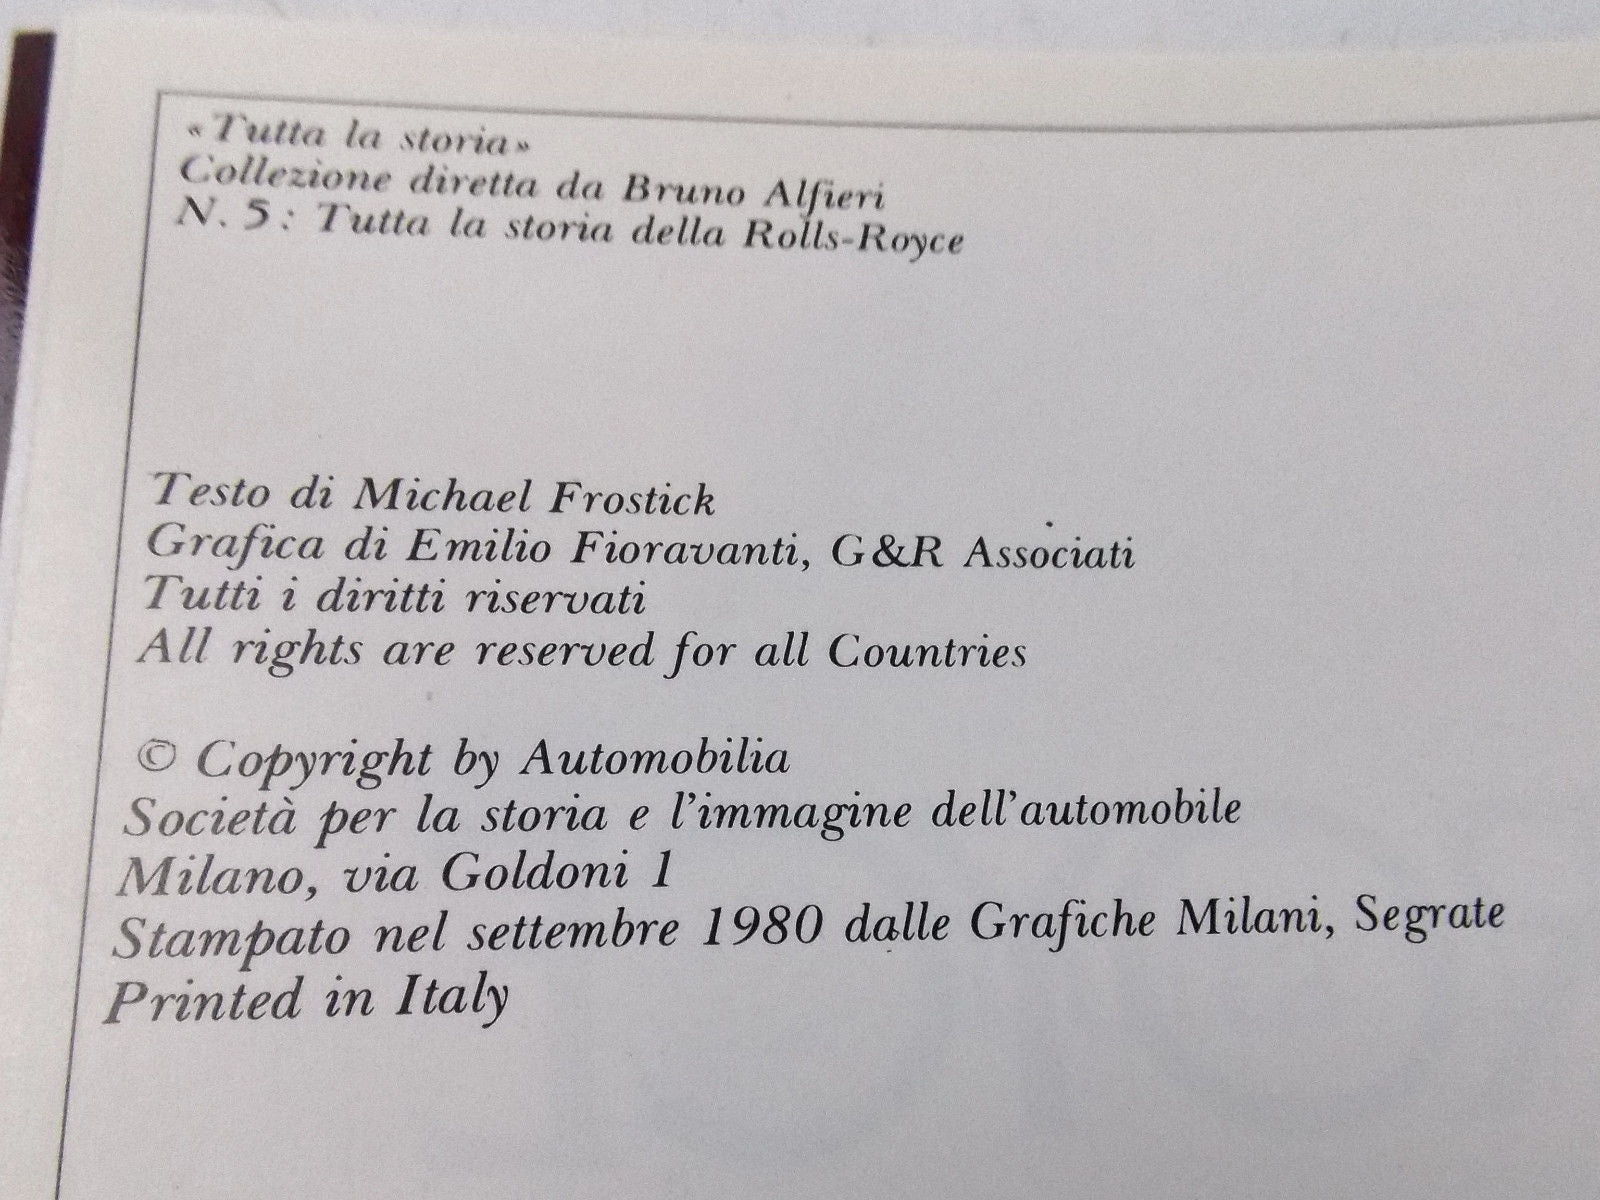 «Tutta la storia»
Collezione diretta da Bruno Alfieri
N. 5: Tutta la storia della Rolls-Royce
Testo di Michael Frostick
Grafica di Emilio Fioravanti, G&R Associati
Tutti i diritti riservati
All rights are reserved for all Countries
© Copyright by Automobilia
Società per la storia e l'immagine dell'automobile
Milano, via Goldoni 1
Stampato nel settembre 1980 dalle Grafiche Milani, Segrate
Printed in Italy